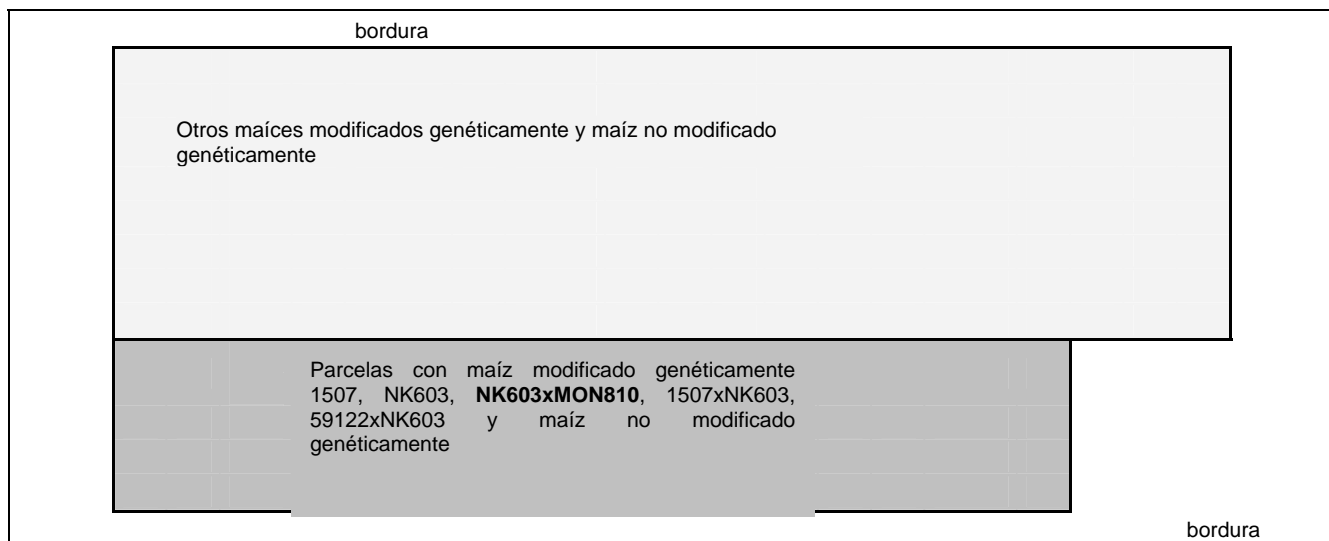 bordura
Otros maíces modificados genéticamente y maíz no modificado
genéticamente
Parcelas con maíz modificado genéticamente
1507, NK603, NK603xMON810, 1507xNK603,
59122xNK603 y maíz no modificado
genéticamente
bordura